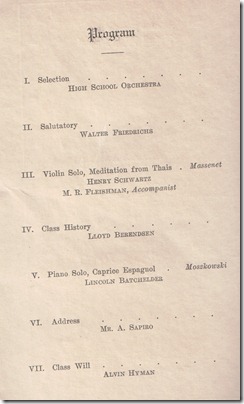 Program
I. Selection . . . . . . .
HIGH SCHOOL ORCHESTRA
II. Salutatory . . . . . . .
WALTER FRIEDRICHS
III. Violin Solo, Meditation from Thais . Massenet
HENRY SCHWARTZ
M. R. FLEISHMAN, Accompanist
IV. Class History . . . . . . .
LLOYD BERENDSEN
V. Piano Solo, Caprice Espagnol . Moszkowski
LINCOLN BATCHELDER
VI. Address . . . . . . .
MR. A. SAPIRO
VII. Class Will . . . . . . .
ALVIN HYMAN